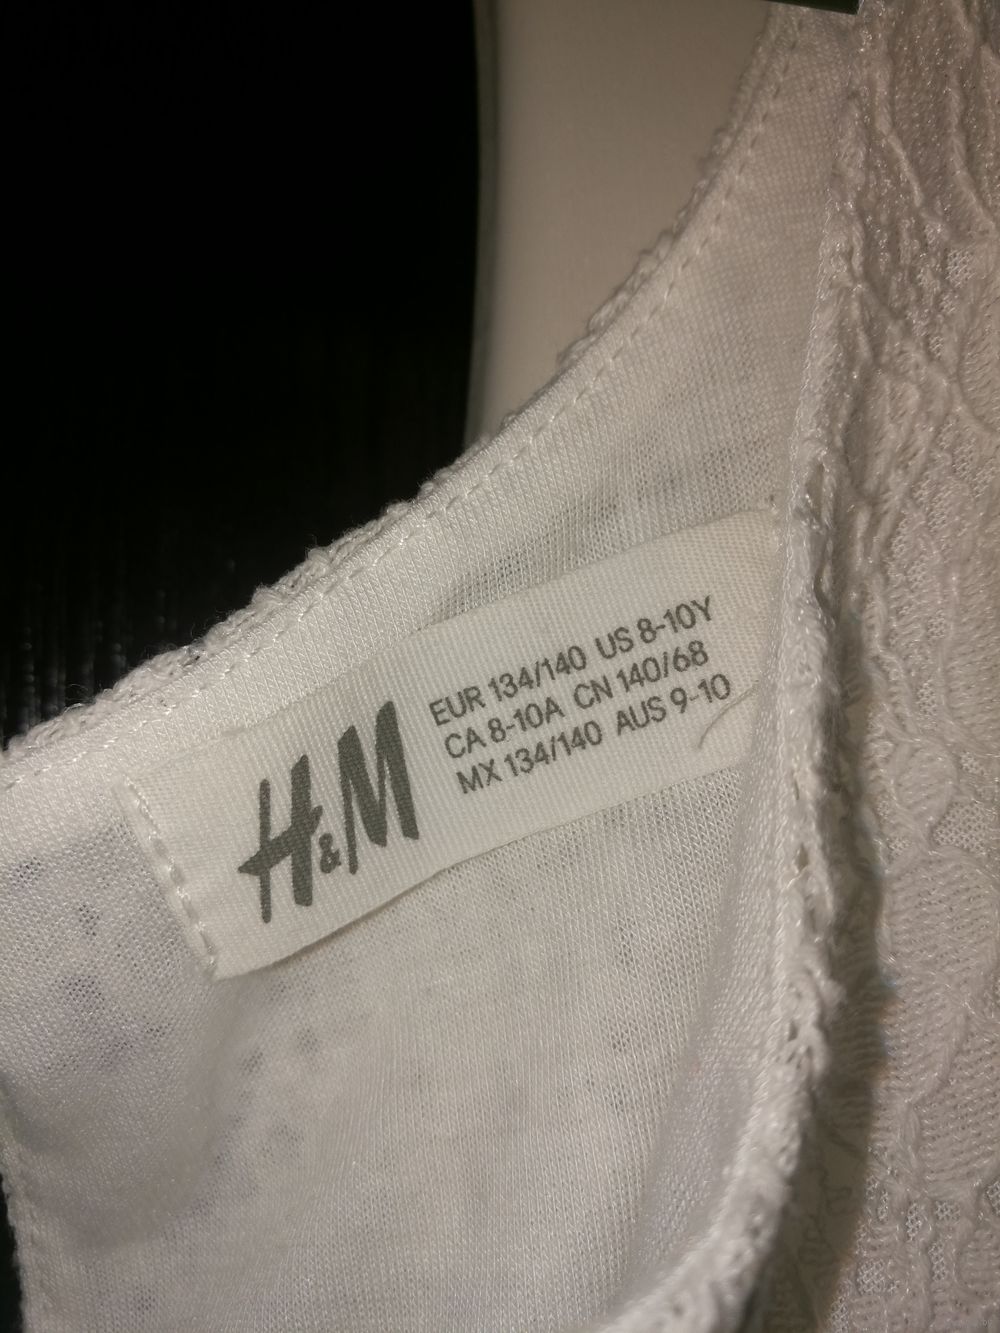 H&M
EUR 134/140 US 8-10Y
CA 8-10A CN 140/68
MX 134/140 AUS 9-10